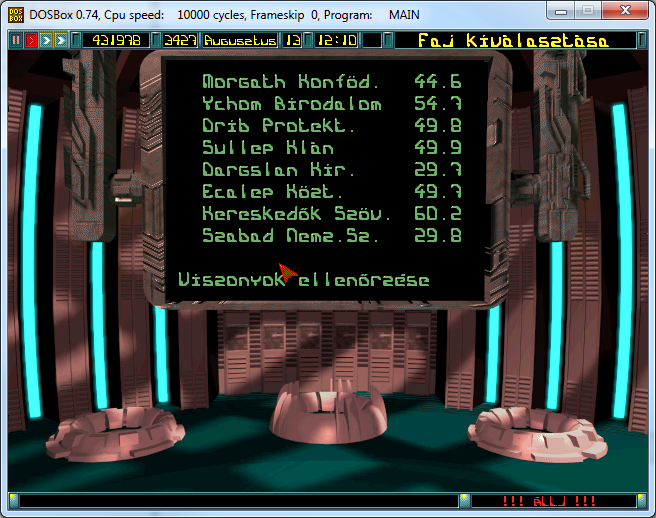 DOSBox 0.74, Cpu speed: 10000 cycles, Frameskip 0, Program: MAIN
431978 3427 Augusztus 13 12:10 Faj kiválasztása
Morgath Konföd. 44.6
Ychom Birodalom 54.7
Drib Protekt. 49.8
Sullep Klán 49.9
Dargslan Kir. 29.7
Ecalep Közt. 49.7
Kereskedők Szöv. 60.2
Szabad Nemz.Sz. 29.8
Viszonyok ellenőrzése
!!! ÁLLJ !!!